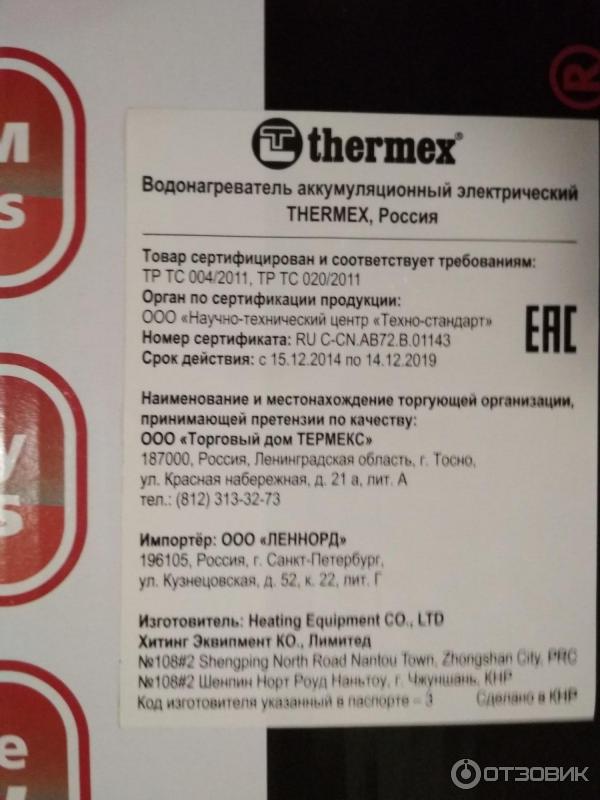 thermex®
Водонагреватель аккумуляционный электрический
THERMEX, Россия
Товар сертифицирован и соответствует требованиям:
ТР ТС 004/2011, ТР ТС 020/2011
Орган по сертификации продукции:
ООО «Научно-технический центр «Техно-стандарт»
Номер сертификата: RU C-CN.AB72.B.01143
Срок действия: с 15.12.2014 по 14.12.2019
EAC
Наименование и местонахождение торгующей организации,
принимающей претензии по качеству:
ООО «Торговый дом ТЕРМЕКС»
187000, Россия, Ленинградская область, г. Тосно,
ул. Красная набережная, д. 21 а, лит. А
тел.: (812) 313-32-73
Импортёр: ООО «ЛЕННОРД»
196105, Россия, г. Санкт-Петербург,
ул. Кузнецовская, д. 52, к. 22, лит. Г
Изготовитель: Heating Equipment CO., LTD
Хитинг Эквипмент КО., Лимитед
№108#2 Shengping North Road Nantou Town, Zhongshan City, PRC
№108#2 Шенпин Норт Роуд Наньтоу, г. Чжуншань, КНР
Код изготовителя указанный в паспорте – 3 Сделано в КНР
®
M
s
y
s
e
ОТЗОВИК